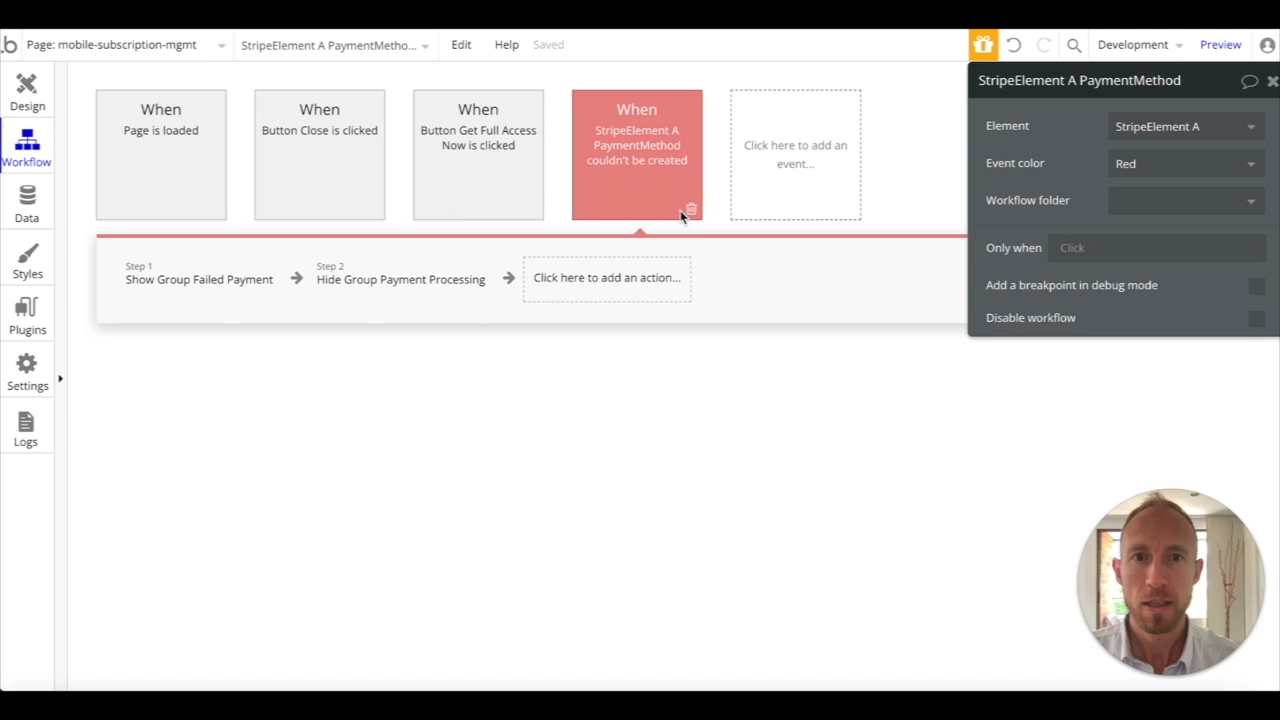 .b Page: mobile-subscription-mgmt StripeElement A PaymentMetho... Edit Help Saved Development Preview
Design
Workflow
Data
Styles
Plugins
Settings
Logs
When
Page is loaded
When
Button Close is clicked
When
Button Get Full Access
Now is clicked
When
StripeElement A
PaymentMethod
couldn't be created
Click here to add an
event...
Step 1
Show Group Failed Payment
Step 2
Hide Group Payment Processing
Click here to add an action...
StripeElement A PaymentMethod
Element StripeElement A
Event color Red
Workflow folder
Only when Click
Add a breakpoint in debug mode
Disable workflow